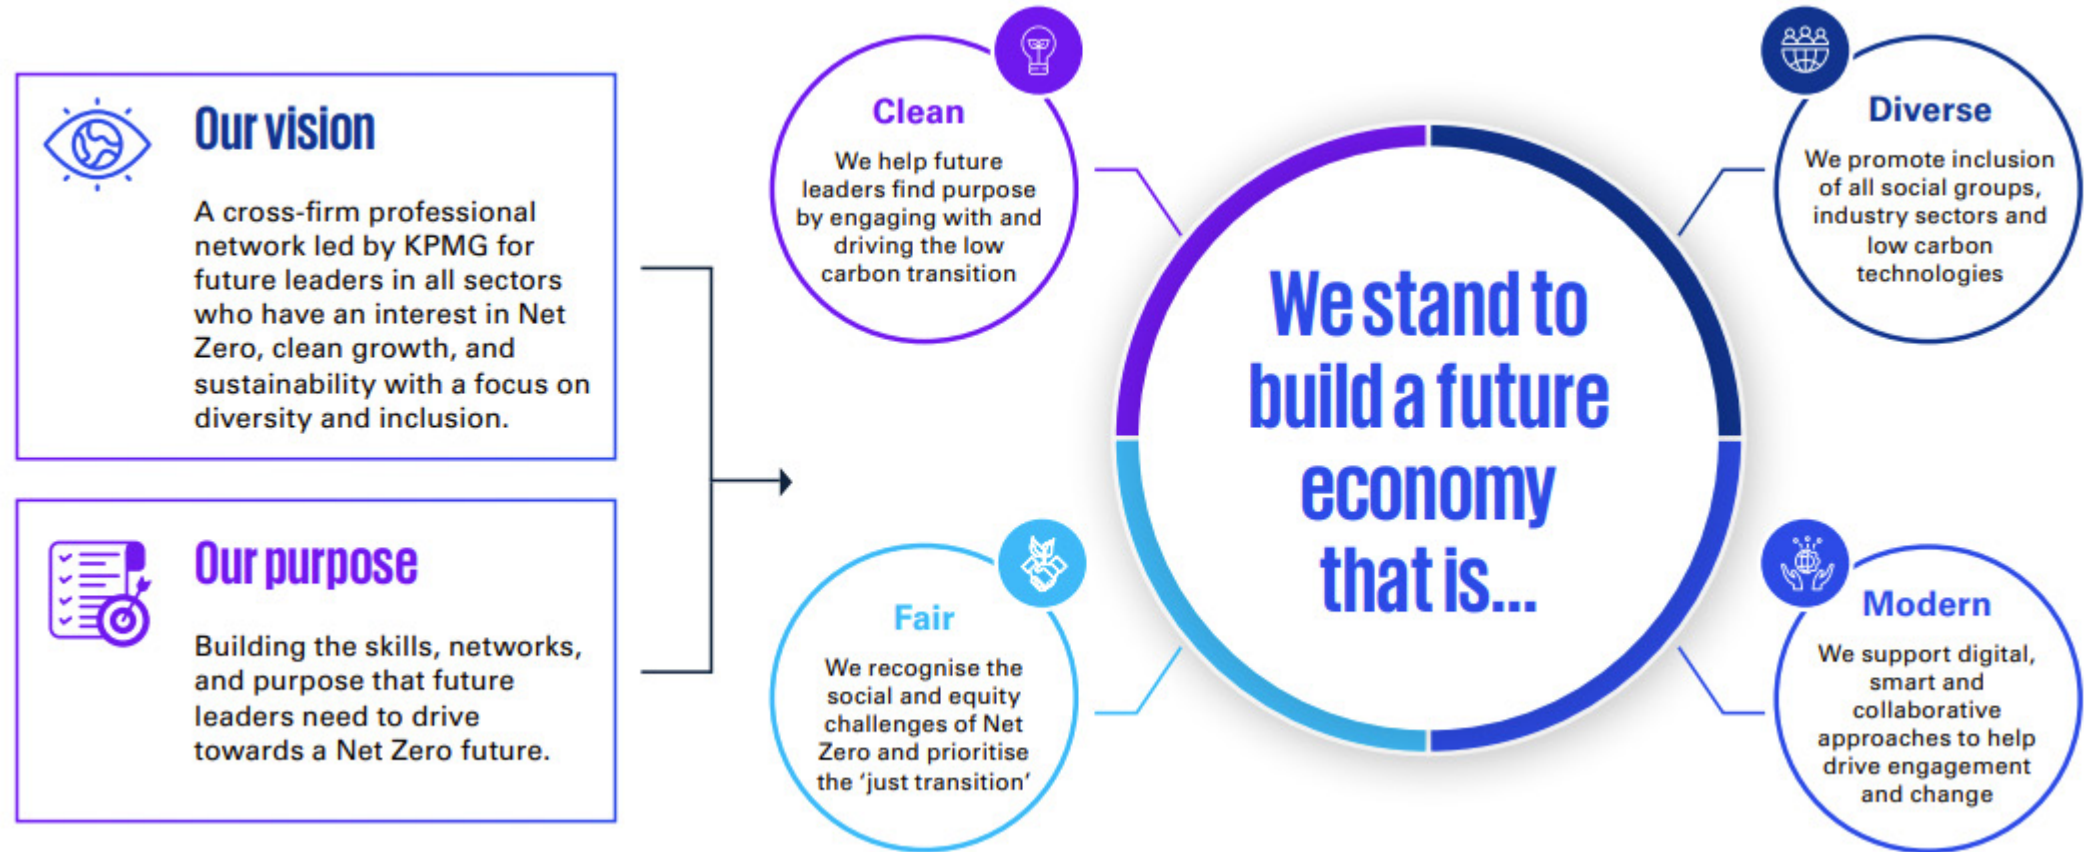 Our vision
A cross-firm professional
network led by KPMG for
future leaders in all sectors
who have an interest in Net
Zero, clean growth, and
sustainability with a focus on
diversity and inclusion.
Our purpose
Building the skills, networks,
and purpose that future
leaders need to drive
towards a Net Zero future.
Clean
We help future
leaders find purpose
by engaging with and
driving the low
carbon transition
Fair
We recognise the
social and equity
challenges of Net
Zero and prioritise
the ‘just transition’
We stand to
build a future
economy
that is...
Diverse
We promote inclusion
of all social groups,
industry sectors and
low carbon
technologies
Modern
We support digital,
smart and
collaborative
approaches to help
drive engagement
and change